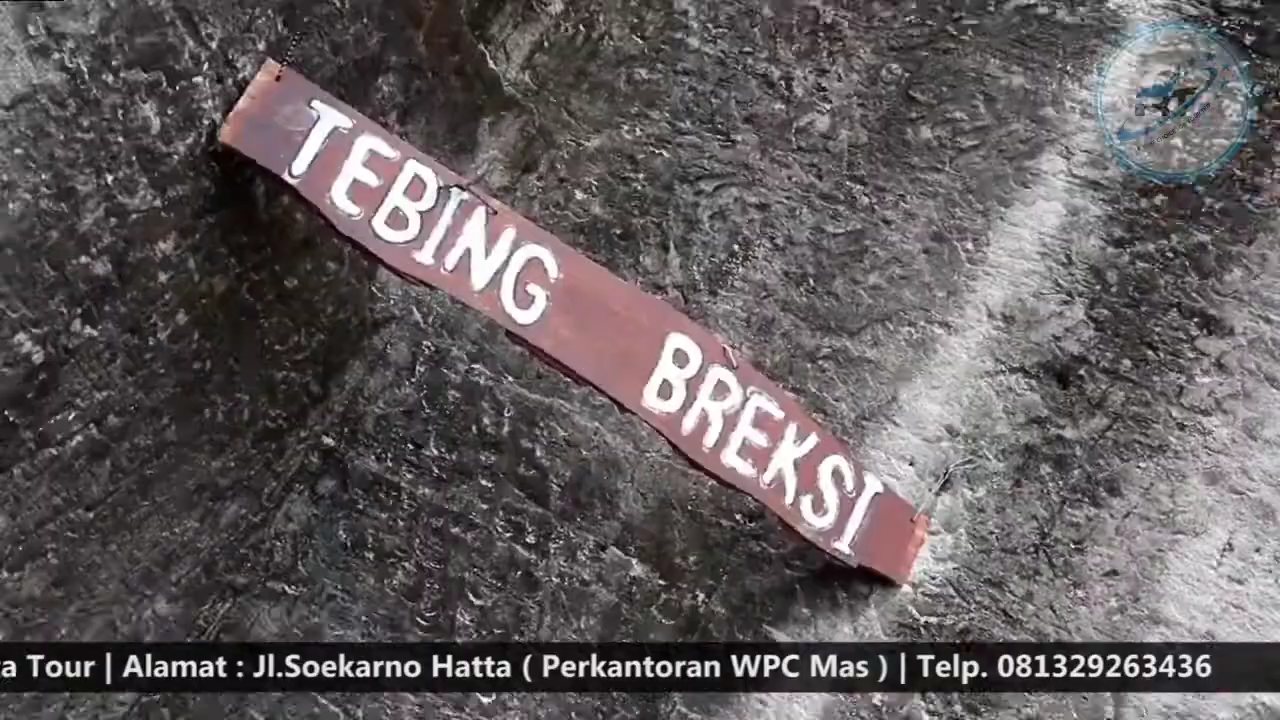 TEBING BREKSI
a Tour | Alamat : Jl.Soekarno Hatta ( Perkantoran WPC Mas ) | Telp. 081329263436